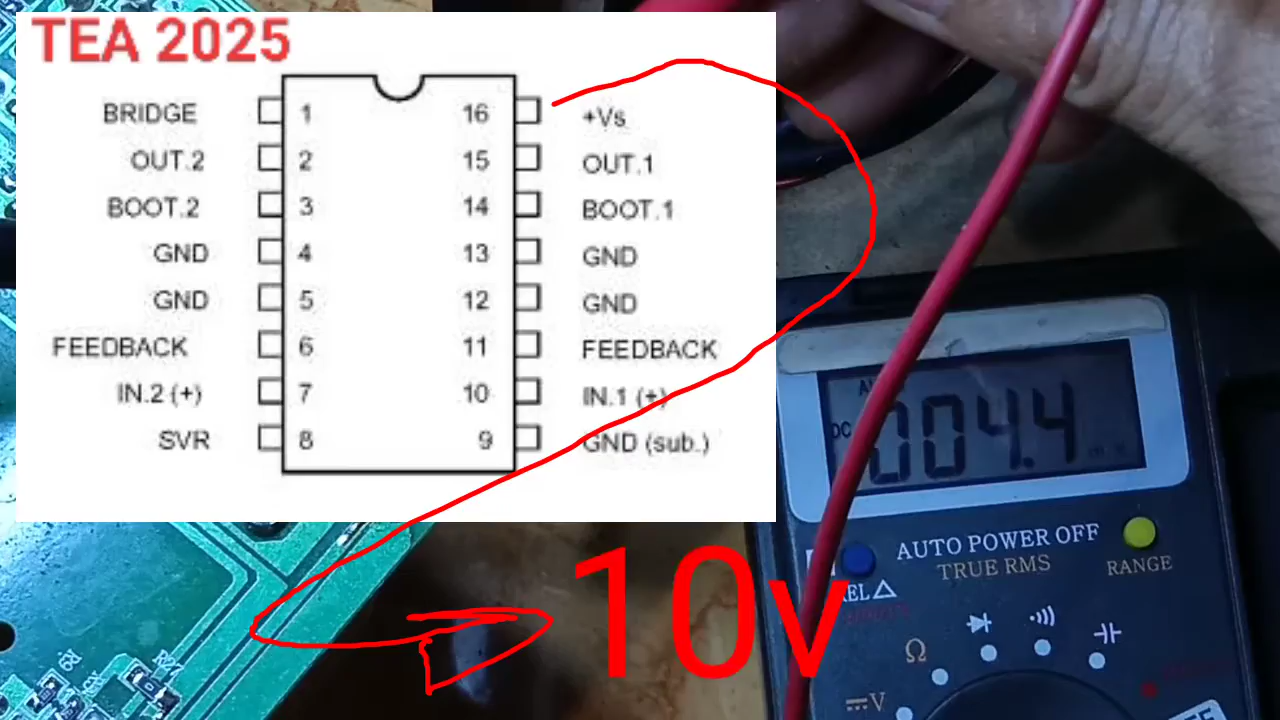 TEA 2025
BRIDGE 1 16 +Vs
OUT.2 2 15 OUT.1
BOOT.2 3 14 BOOT.1
GND 4 13 GND
GND 5 12 GND
FEEDBACK 6 11 FEEDBACK
IN.2 (+) 7 10 IN.1 (+)
SVR 8 9 GND (sub.)
DC
004.4
AUTO POWER OFF
TRUE RMS
RANGE
10v
Ω
V